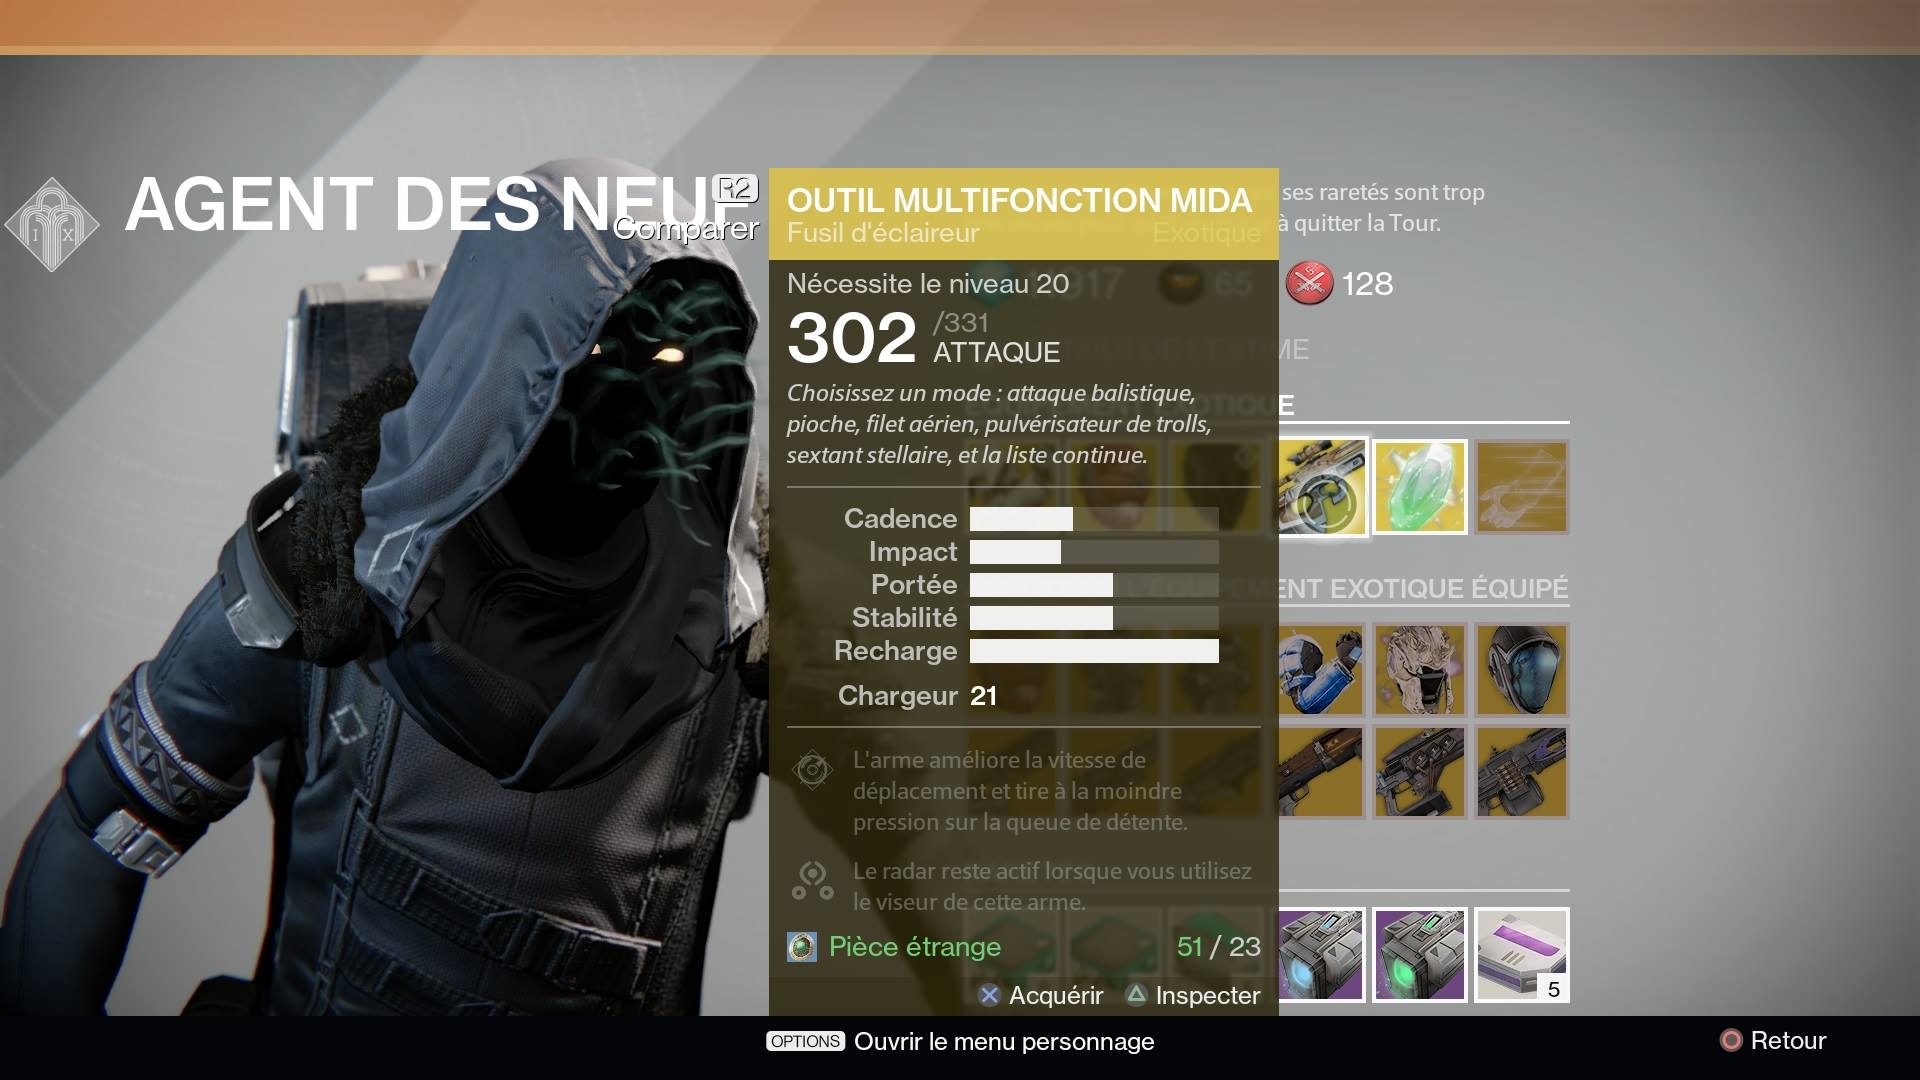 AGENT DES NEUF
R2
Comparer
OUTIL MULTIFONCTION MIDA
Fusil d'éclaireur
Exotique
ses raretés sont trop
à quitter la Tour.
Nécessite le niveau 20
65
128
302 /331
ATTAQUE
Choisissez un mode : attaque balistique,
pioche, filet aérien, pulvérisateur de trolls,
sextant stellaire, et la liste continue.
Cadence
Impact
Portée
Stabilité
Recharge
Chargeur 21
ÉQUIPEMENT EXOTIQUE ÉQUIPÉ
L'arme améliore la vitesse de
déplacement et tire à la moindre
pression sur la queue de détente.
Le radar reste actif lorsque vous utilisez
le viseur de cette arme.
Pièce étrange 51 / 23
Acquérir
Inspecter
5
IX
OPTIONS Ouvrir le menu personnage
Retour